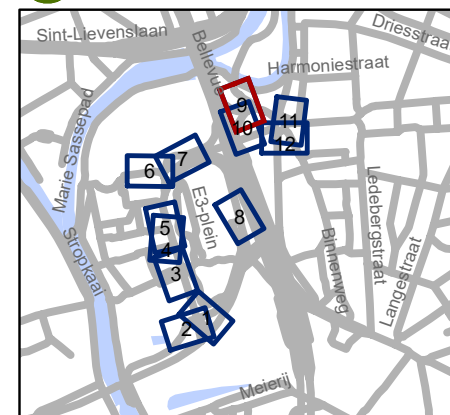 Sint-Lievenslaan
Bellevue
Driesstraa
Harmoniestraat
Marie Sassepad
9
10
11
12
7
6
E3-plein
Ledebergstraat
8
5
4
Stropkaai
Binnenweg
Langestraat
3
1
2
Meierij